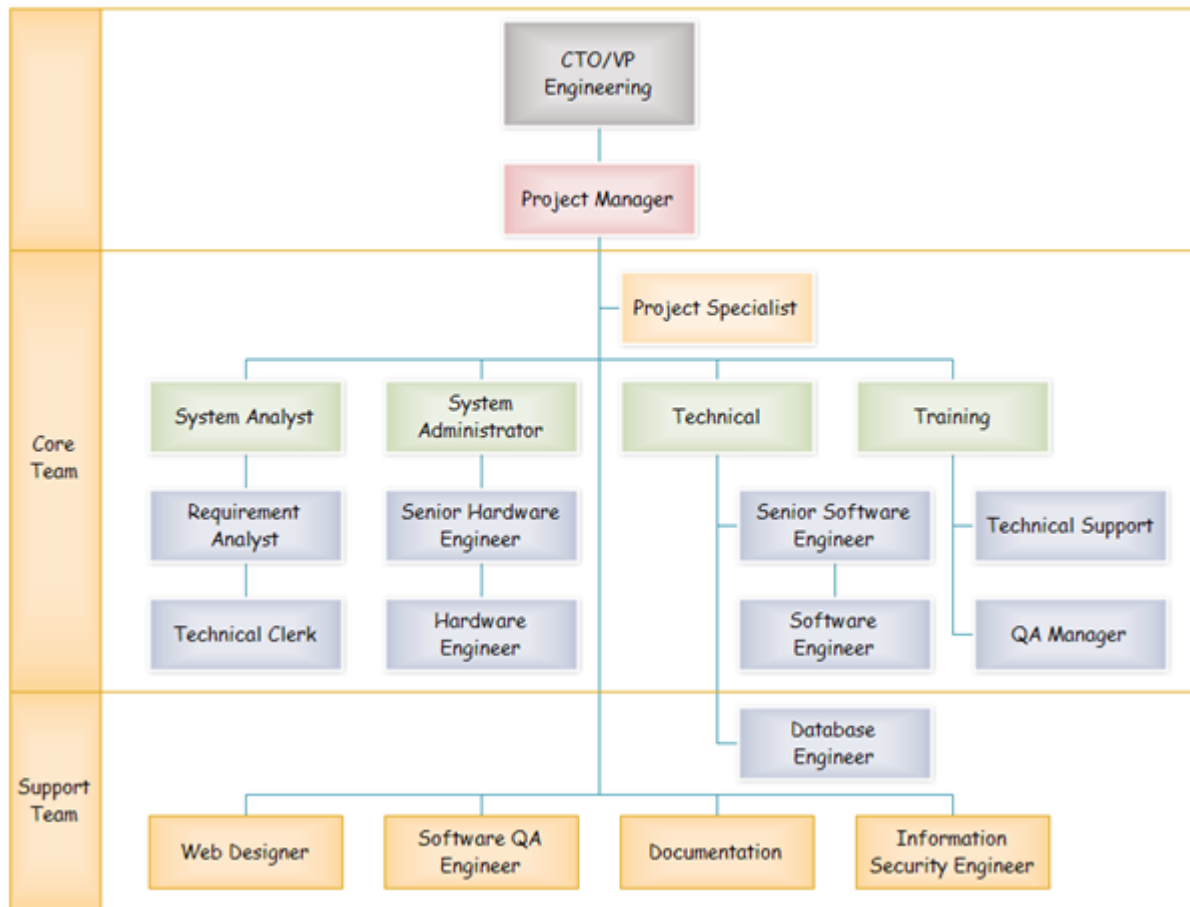 CTO/VP
Engineering
Project Manager
Project Specialist
System Analyst
System
Administrator
Technical
Training
Core
Team
Requirement
Analyst
Senior Hardware
Engineer
Senior Software
Engineer
Technical Support
Technical Clerk
Hardware
Engineer
Software
Engineer
QA Manager
Database
Engineer
Support
Team
Web Designer
Software QA
Engineer
Documentation
Information
Security Engineer